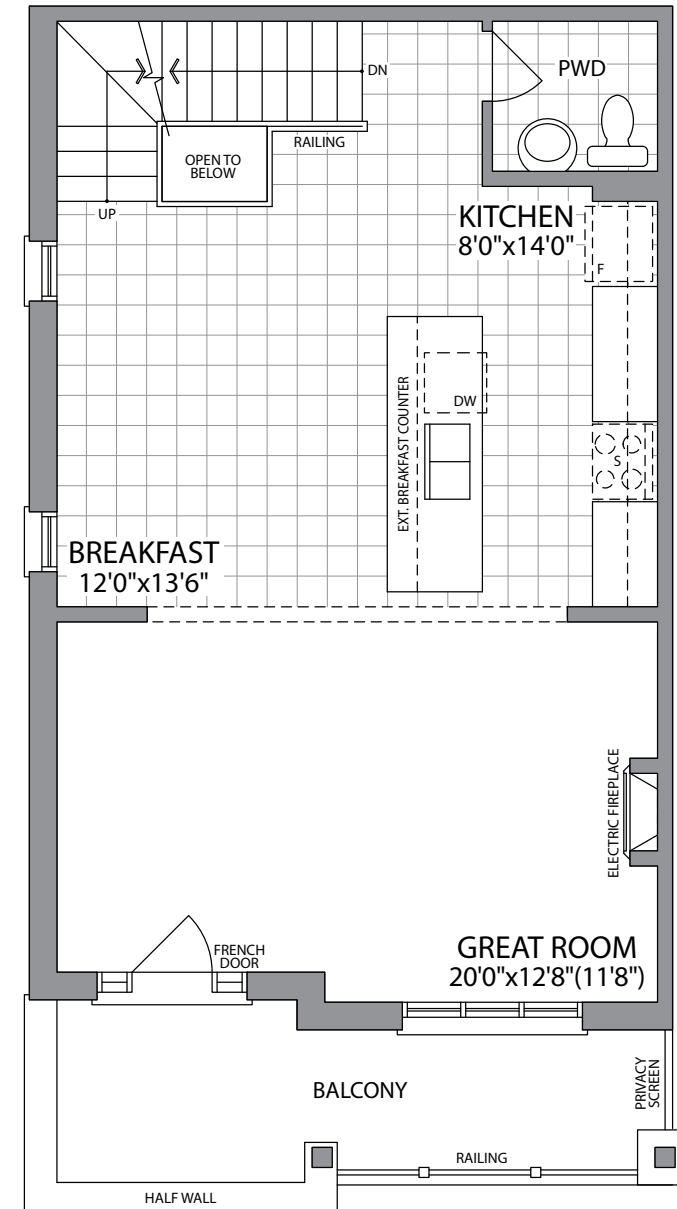 DN
PWD
RAILING
OPEN TO
BELOW
UP
KITCHEN
8'0"x14'0"
F
DW
EXT. BREAKFAST COUNTER
S
BREAKFAST
12'0"x13'6"
ELECTRIC FIREPLACE
FRENCH
DOOR
GREAT ROOM
20'0"x12'8"(11'8")
BALCONY
PRIVACY
SCREEN
RAILING
HALF WALL